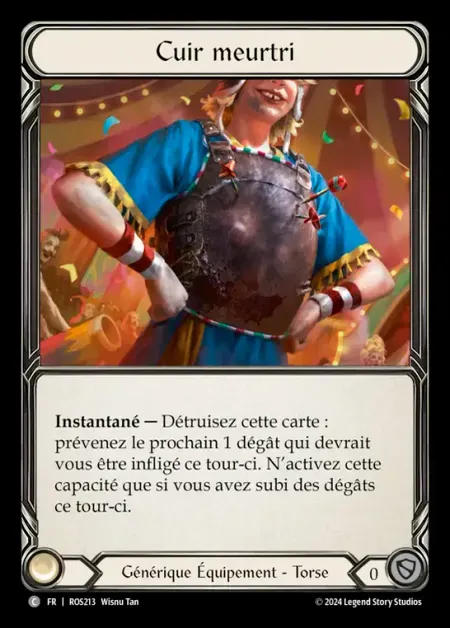 Cuir meurtri
Instantané — Détruisez cette carte :
prévenez le prochain 1 dégât qui devrait
vous être infligé ce tour-ci. N'activez cette
capacité que si vous avez subi des dégâts
ce tour-ci.
Générique Équipement - Torse
0
C FR | ROS213 Wisnu Tan
© 2024 Legend Story Studios